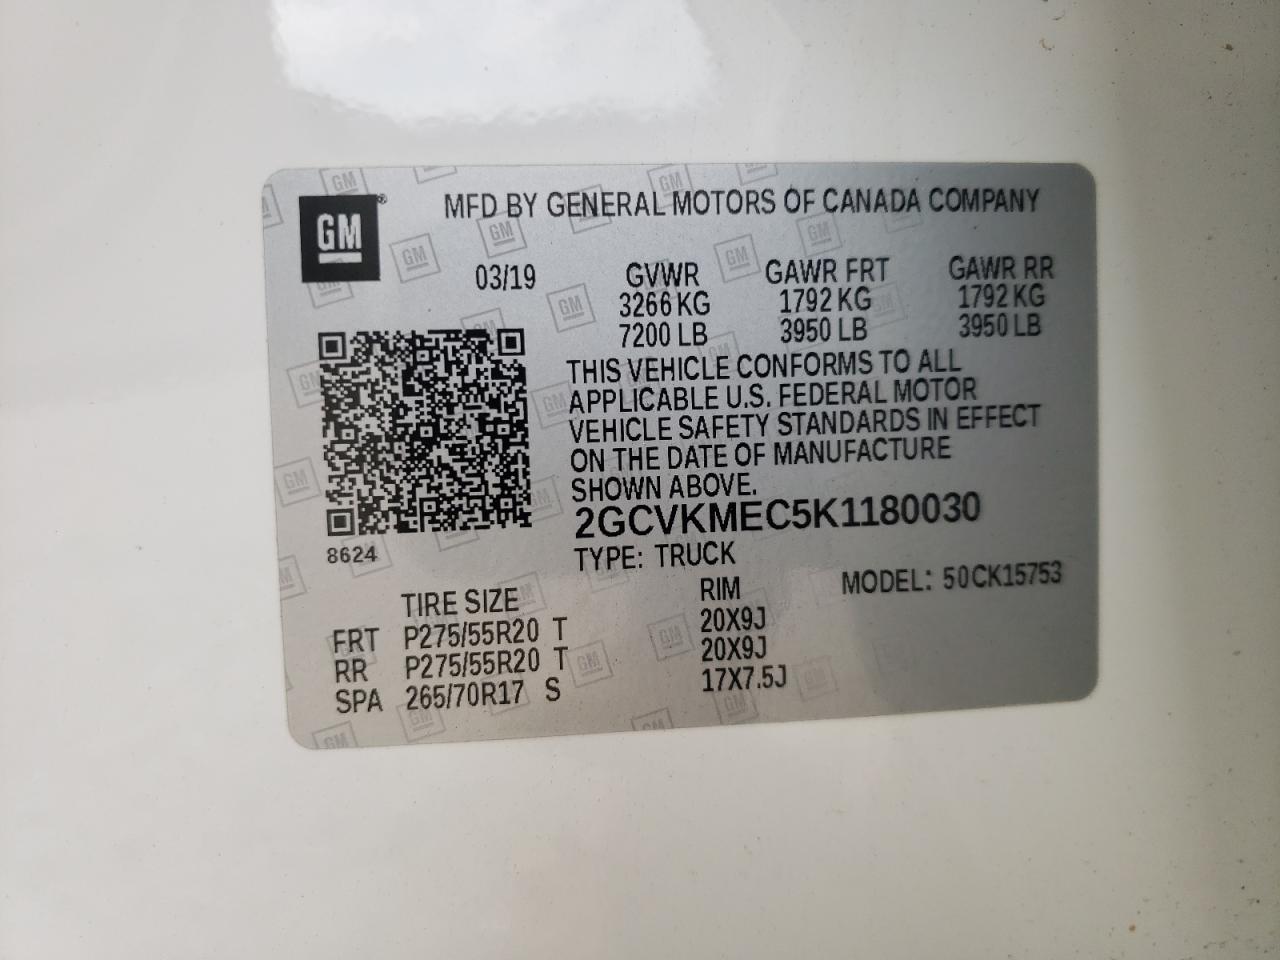 GM®
MFD BY GENERAL MOTORS OF CANADA COMPANY
03/19 GVWR GAWR FRT GAWR RR
3266 KG 1792 KG 1792 KG
7200 LB 3950 LB 3950 LB
THIS VEHICLE CONFORMS TO ALL
APPLICABLE U.S. FEDERAL MOTOR
VEHICLE SAFETY STANDARDS IN EFFECT
ON THE DATE OF MANUFACTURE
SHOWN ABOVE.
2GCVKMEC5K1180030
8624
TYPE: TRUCK
MODEL: 50CK15753
TIRE SIZE RIM
FRT P275/55R20 T 20X9J
RR P275/55R20 T 20X9J
SPA 265/70R17 S 17X7.5J